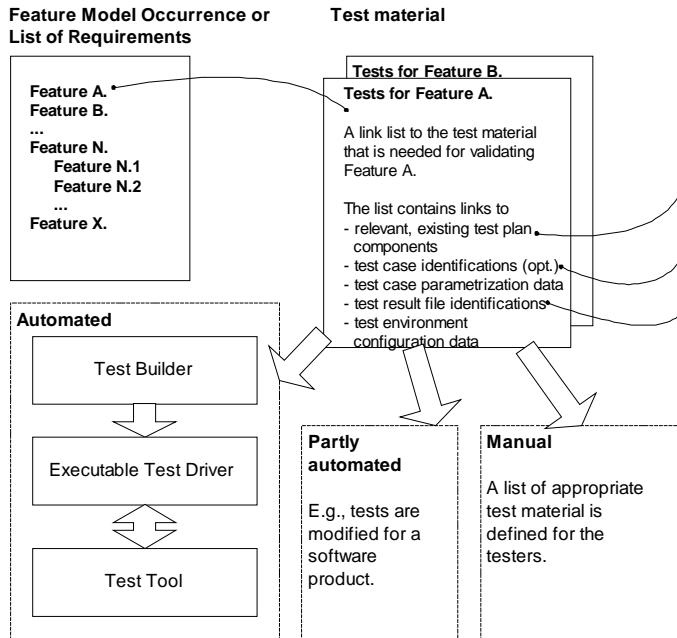 Feature Model Occurrence or
List of Requirements
Feature A.
Feature B.
...
Feature N.
Feature N.1
Feature N.2
...
Feature X.
Test material
Tests for Feature B.
Tests for Feature A.
A link list to the test material
that is needed for validating
Feature A.
The list contains links to
- relevant, existing test plan
components
- test case identifications (opt.)
- test case parametrization data
- test result file identifications
- test environment
configuration data
Automated
Test Builder
Executable Test Driver
Test Tool
Partly
automated
E.g., tests are
modified for a
software
product.
Manual
A list of appropriate
test material is
defined for the
testers.